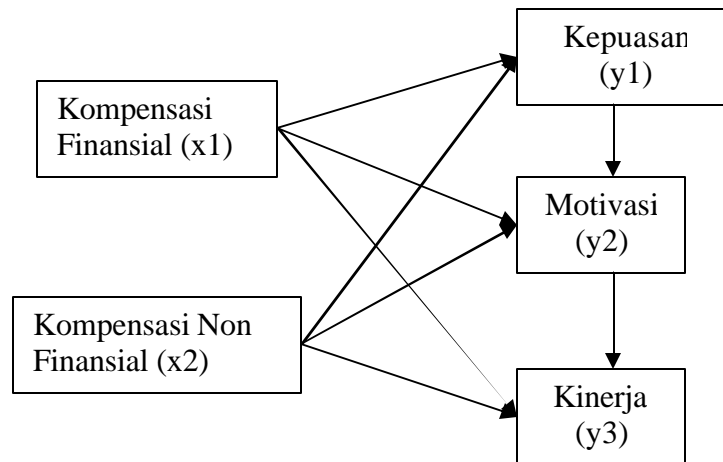 Kepuasan
(y1)
Kompensasi
Finansial (x1)
Motivasi
(y2)
Kompensasi Non
Finansial (x2)
Kinerja
(y3)